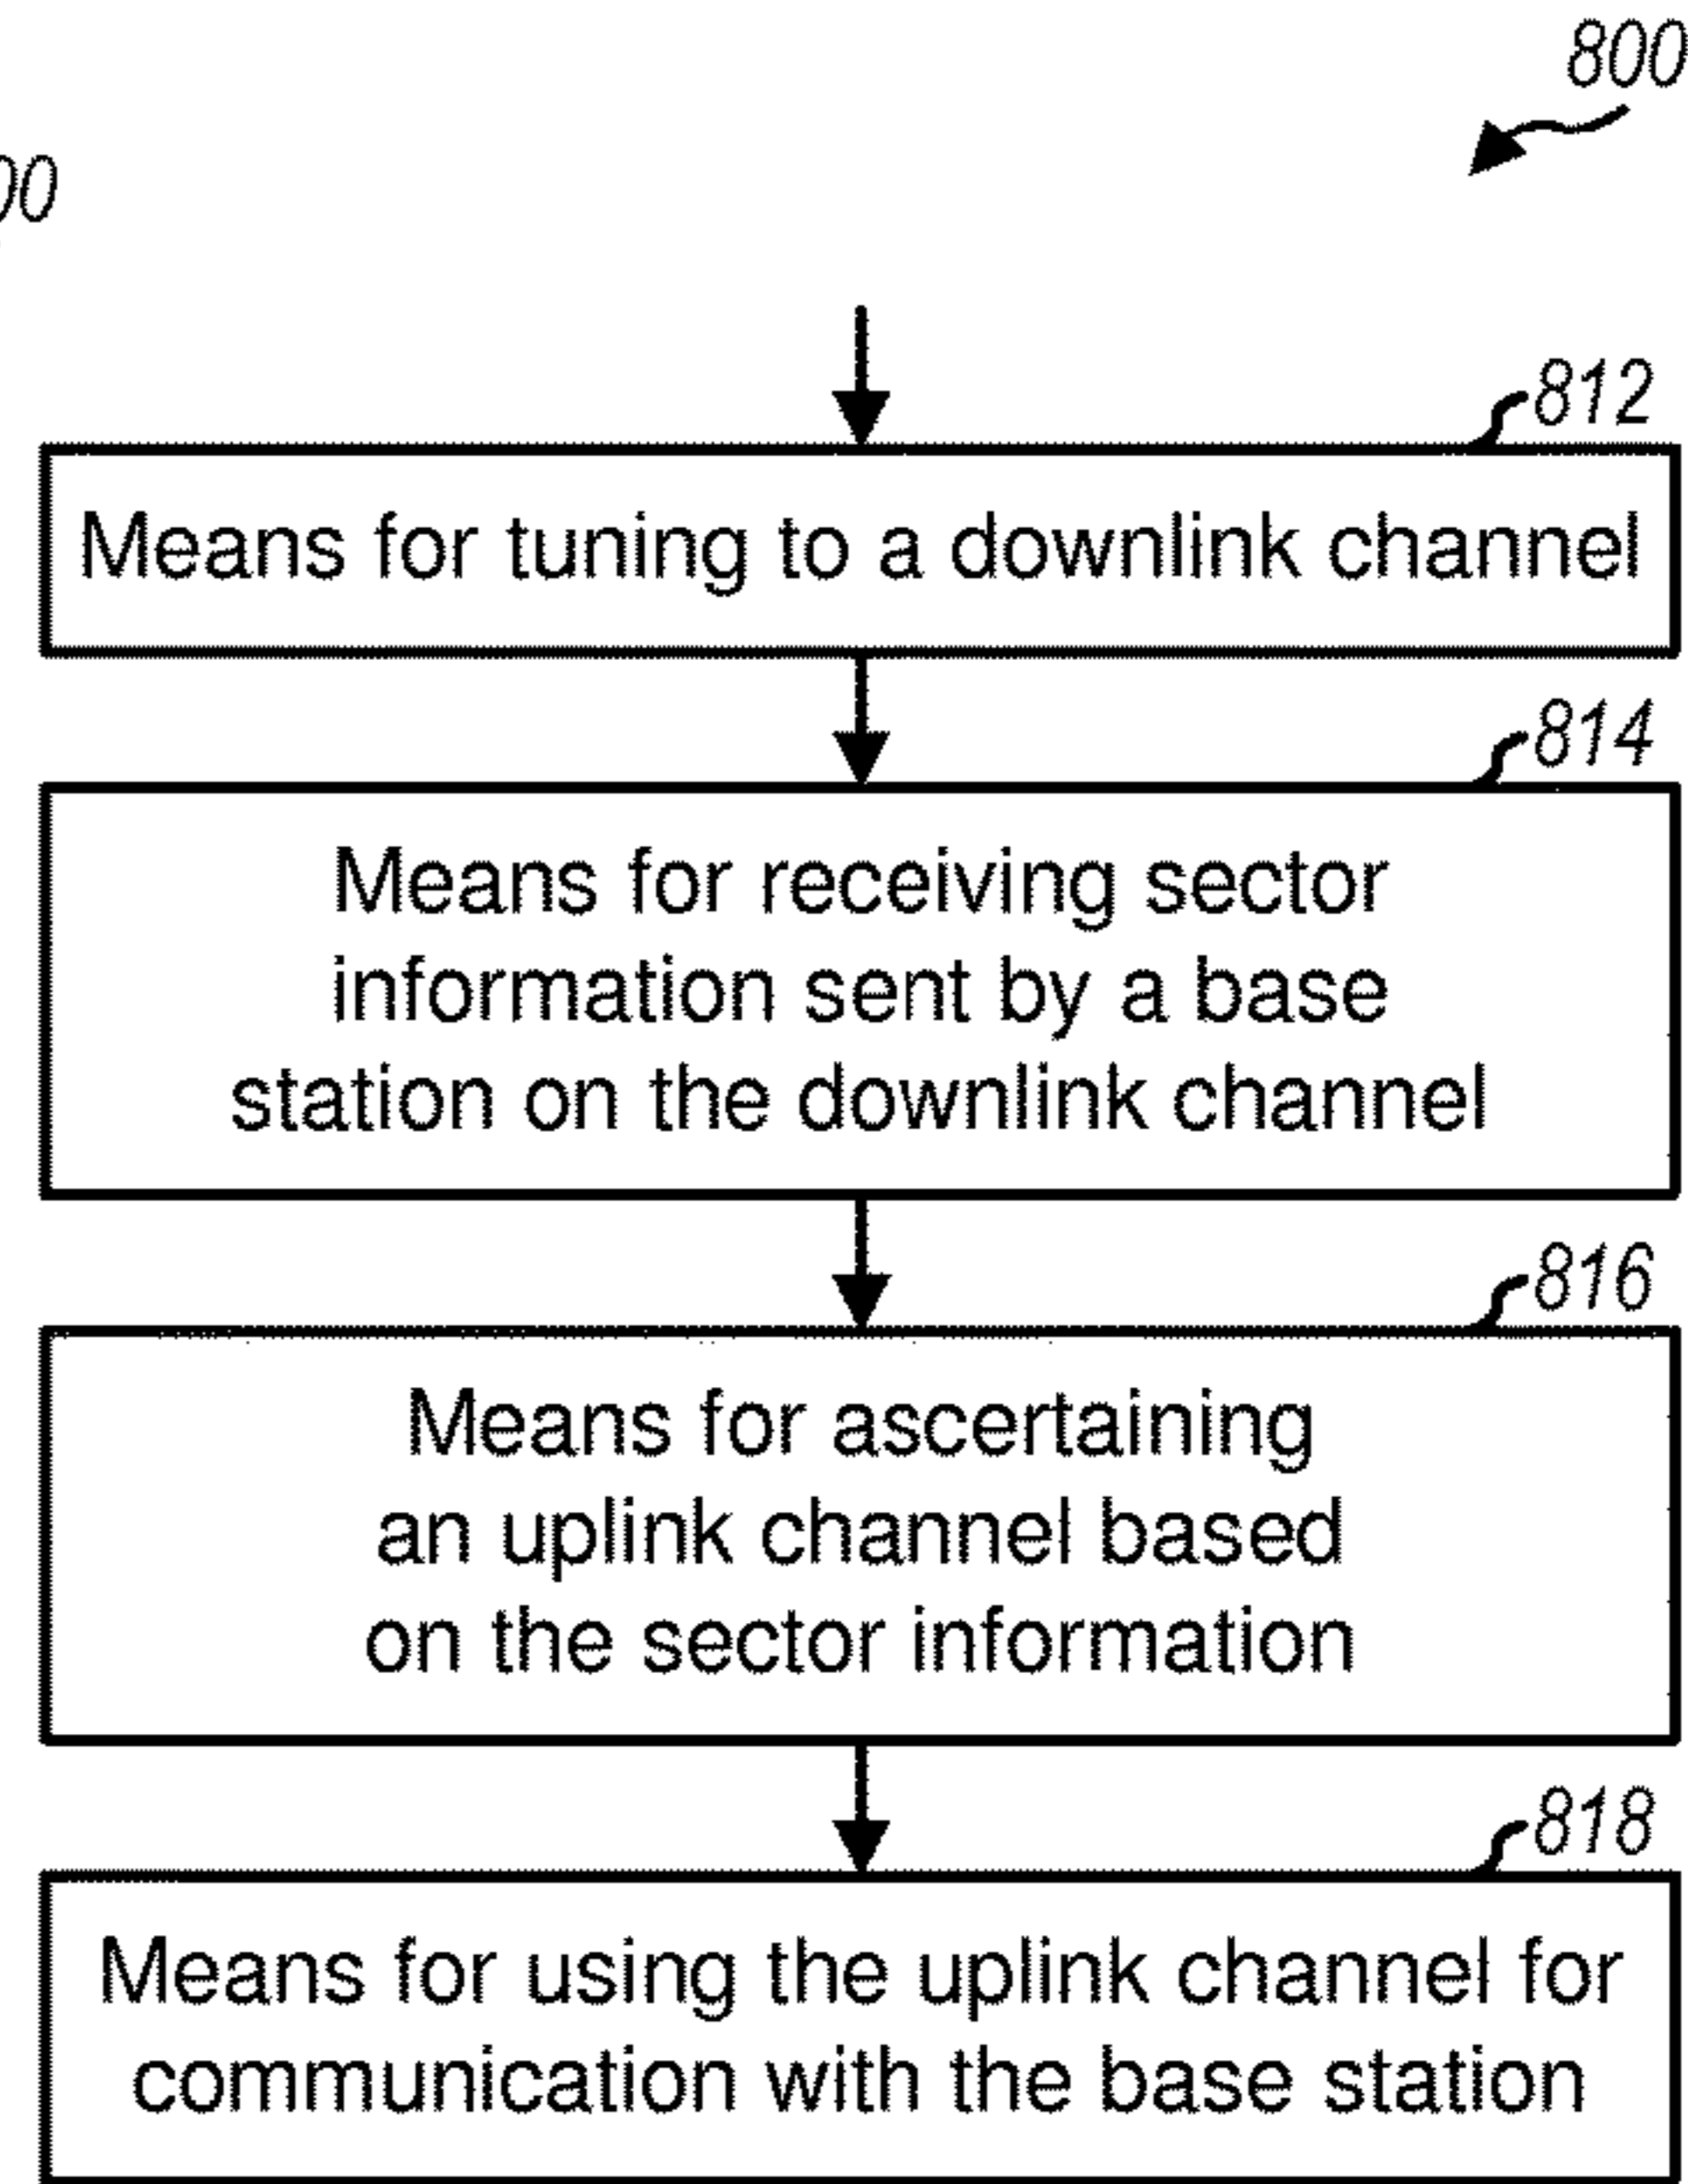 800
00
812
Means for tuning to a downlink channel
814
Means for receiving sector
information sent by a base
station on the downlink channel
816
Means for ascertaining
an uplink channel based
on the sector information
818
Means for using the uplink channel for
communication with the base station